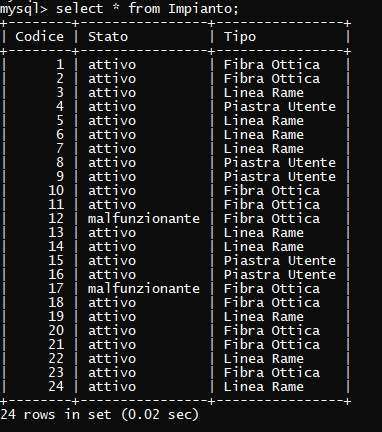 mysql> select * from Impianto;
+--------+----------------+----------------+
| Codice | Stato          | Tipo           |
+--------+----------------+----------------+
|      1 | attivo         | Fibra Ottica   |
|      2 | attivo         | Fibra Ottica   |
|      3 | attivo         | Linea Rame     |
|      4 | attivo         | Piastra Utente |
|      5 | attivo         | Linea Rame     |
|      6 | attivo         | Linea Rame     |
|      7 | attivo         | Linea Rame     |
|      8 | attivo         | Piastra Utente |
|      9 | attivo         | Piastra Utente |
|     10 | attivo         | Fibra Ottica   |
|     11 | attivo         | Fibra Ottica   |
|     12 | malfunzionante | Fibra Ottica   |
|     13 | attivo         | Linea Rame     |
|     14 | attivo         | Linea Rame     |
|     15 | attivo         | Piastra Utente |
|     16 | attivo         | Piastra Utente |
|     17 | malfunzionante | Fibra Ottica   |
|     18 | attivo         | Fibra Ottica   |
|     19 | attivo         | Linea Rame     |
|     20 | attivo         | Fibra Ottica   |
|     21 | attivo         | Fibra Ottica   |
|     22 | attivo         | Linea Rame     |
|     23 | attivo         | Fibra Ottica   |
|     24 | attivo         | Linea Rame     |
+--------+----------------+----------------+
24 rows in set (0.02 sec)